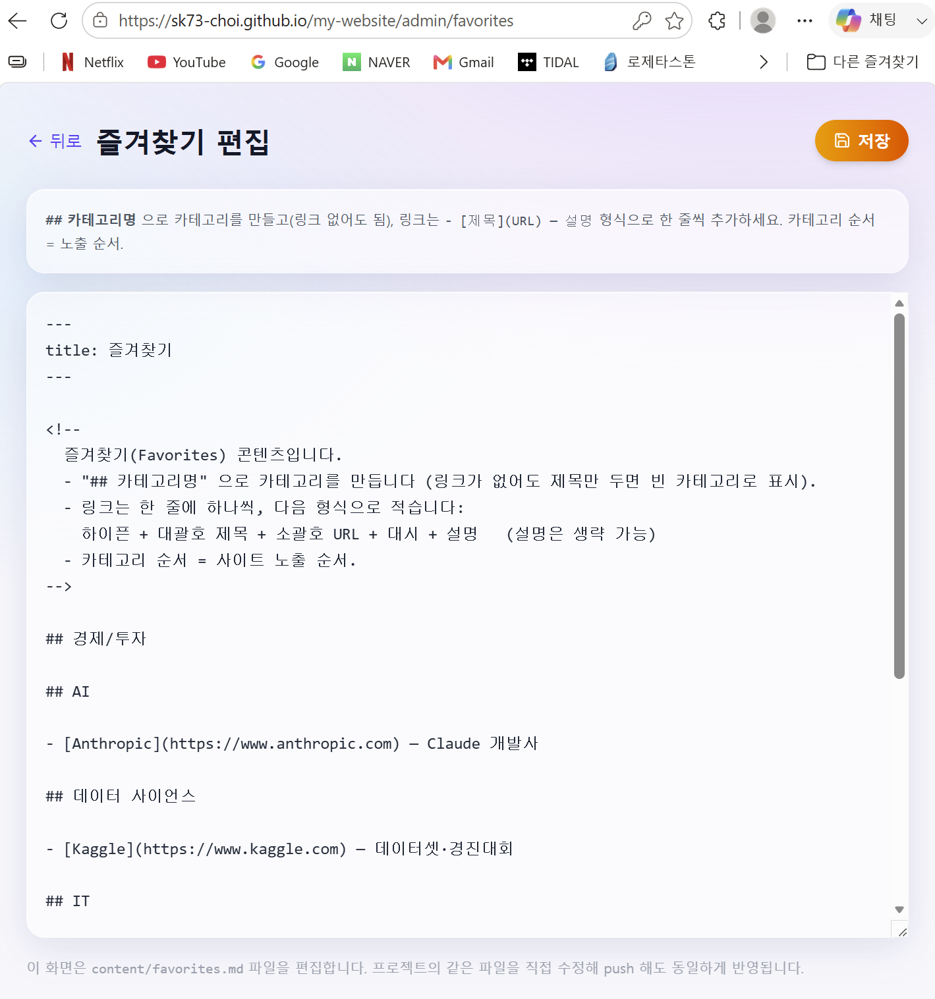 https://sk73-choi.github.io/my-website/admin/favorites
채팅
Netflix YouTube Google NAVER Gmail TIDAL 로제타스톤 다른 즐겨찾기
← 뒤로 즐겨찾기 편집 저장
## 카테고리명 으로 카테고리를 만들고(링크 없어도 됨), 링크는 - [제목](URL) — 설명 형식으로 한 줄씩 추가하세요. 카테고리 순서
= 노출 순서.
---
title: 즐겨찾기
---
<!--
즐겨찾기(Favorites) 콘텐츠입니다.
- "## 카테고리명" 으로 카테고리를 만듭니다 (링크가 없어도 제목만 두면 빈 카테고리로 표시).
- 링크는 한 줄에 하나씩, 다음 형식으로 적습니다:
하이픈 + 대괄호 제목 + 소괄호 URL + 대시 + 설명 (설명은 생략 가능)
- 카테고리 순서 = 사이트 노출 순서.
-->
## 경제/투자
## AI
- [Anthropic](https://www.anthropic.com) — Claude 개발사
## 데이터 사이언스
- [Kaggle](https://www.kaggle.com) — 데이터셋·경진대회
## IT
이 화면은 content/favorites.md 파일을 편집합니다. 프로젝트의 같은 파일을 직접 수정해 push 해도 동일하게 반영됩니다.